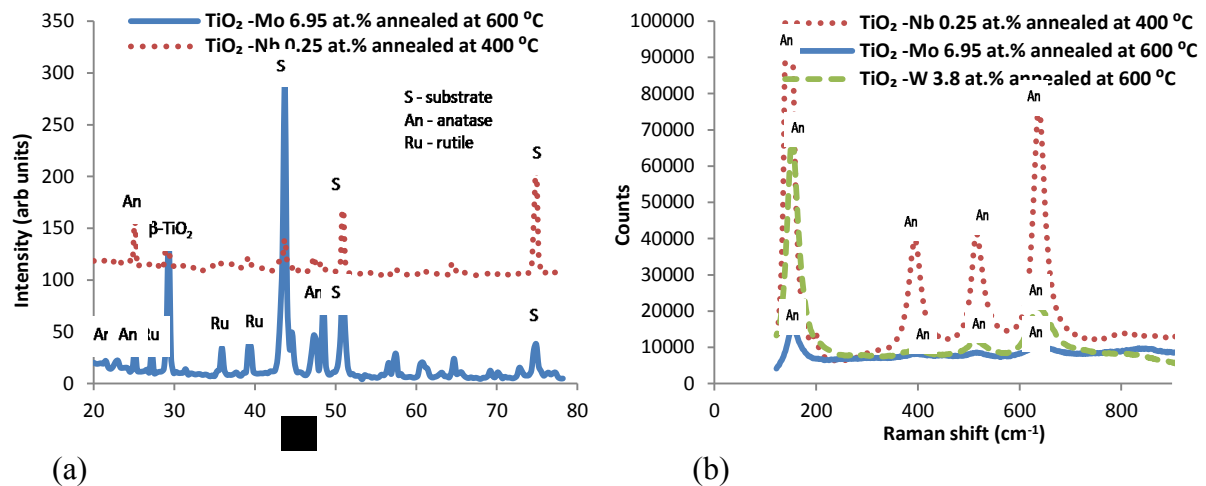 TiO₂ -Mo 6.95 at.% annealed at 600 ⁰C
TiO₂ -Nb 0.25 at.% annealed at 400 ⁰C
350
300
250
200
150
100
50
0
Intensity (arb units)
S
S - substrate
An - anatase
Ru - rutile
An
β-TiO₂
S
S
An
An
Ru
Ru
An
S
S
20 30 40 50 60 70 80
(a)
TiO₂ -Nb 0.25 at.% annealed at 400 ⁰C
TiO₂ -Mo 6.95 at.% annealed at 600 ⁰C
TiO₂ -W 3.8 at.% annealed at 600 ⁰C
100000
90000
80000
70000
60000
50000
40000
30000
20000
10000
0
Counts
An
An
An
An
An
An
An
An
An
An
0 200 400 600 800
Raman shift (cm⁻¹)
(b)